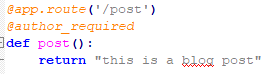 @app.route('/post')
@author_required
def post():
    return "this is a blog post"